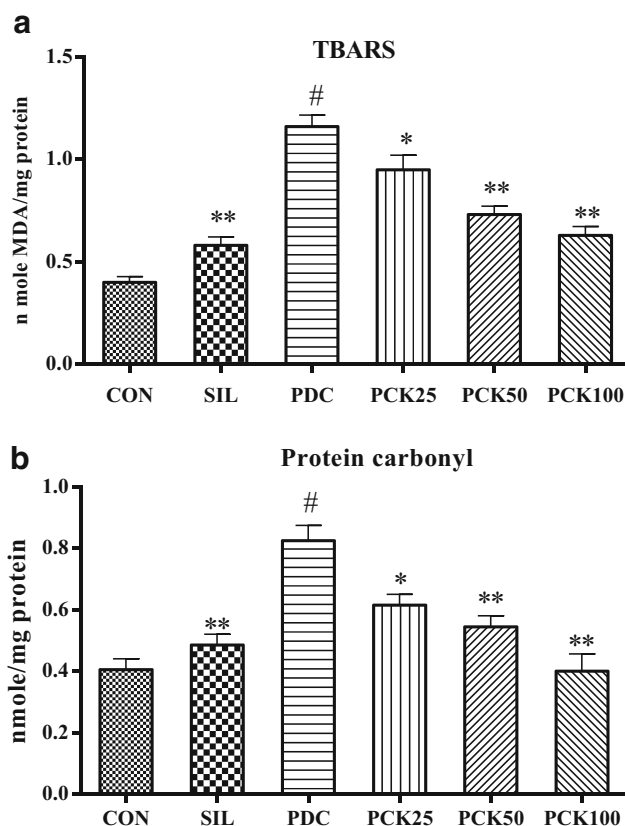 a
TBARS
n mole MDA/mg protein
1.5
1.0
0.5
0.0
#
*
**
**
**
CON SIL PDC PCK25 PCK50 PCK100
b
Protein carbonyl
nmole/mg protein
1.0
0.8
0.6
0.4
0.2
0.0
#
*
**
**
**
CON SIL PDC PCK25 PCK50 PCK100